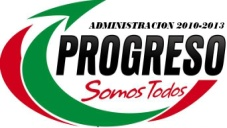 ADMINISTRACION 2010-2013
PROGRESO
Somos Todos